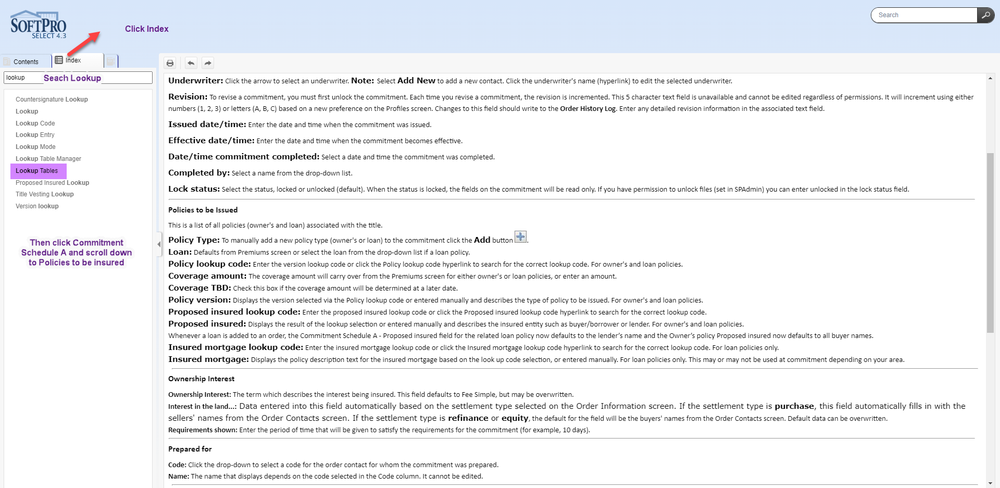 SOFTPRO
SELECT 4.3
Click Index
Search
Contents
Index
lookup
Seach Lookup
Countersignature Lookup
Lookup
Lookup Code
Lookup Entry
Lookup Mode
Lookup Table Manager
Lookup Tables
Proposed Insured Lookup
Title Vesting Lookup
Version lookup
Then click Commitment
Schedule A and scroll down
to Policies to be insured
Underwriter: Click the arrow to select an underwriter. Note: Select Add New to add a new contact. Click the underwriter's name (hyperlink) to edit the selected underwriter.
Revision: To revise a commitment, you must first unlock the commitment. Each time you revise a commitment, the revision is incremented. This 5 character text field is unavailable and cannot be edited regardless of permissions. It will increment using either
numbers (1, 2, 3) or letters (A, B, C) based on a new preference on the Profiles screen. Changes to this field should write to the Order History Log. Enter any detailed revision information in the associated text field.
Issued date/time: Enter the date and time when the commitment was issued.
Effective date/time: Enter the date and time when the commitment becomes effective.
Date/time commitment completed: Select a date and time the commitment was completed.
Completed by: Select a name from the drop-down list.
Lock status: Select the status, locked or unlocked (default). When the status is locked, the fields on the commitment will be read only. If you have permission to unlock files (set in SPAdmin) you can enter unlocked in the lock status field.
Policies to be Issued
This is a list of all policies (owner's and loan) associated with the title.
Policy Type: To manually add a new policy type (owner's or loan) to the commitment click the Add button .
Loan: Defaults from Premiums screen or select the loan from the drop-down list if a loan policy.
Policy lookup code: Enter the version lookup code or click the Policy lookup code hyperlink to search for the correct lookup code. For owner's and loan policies.
Coverage amount: The coverage amount will carry over from the Premiums screen for either owner's or loan policies, or enter an amount.
Coverage TBD: Check this box if the coverage amount will be determined at a later date.
Policy version: Displays the version selected via the Policy lookup code or entered manually and describes the type of policy to be issued. For owner's and loan policies.
Proposed insured lookup code: Enter the proposed insured lookup code or click the Proposed insured lookup code hyperlink to search for the correct lookup code.
Proposed insured: Displays the result of the lookup selection or entered manually and describes the insured entity such as buyer/borrower or lender. For owner's and loan policies.
Whenever a loan is added to an order, the Commitment Schedule A - Proposed insured field for the related loan policy now defaults to the lender’s name and the Owner’s policy Proposed insured now defaults to all buyer names.
Insured mortgage lookup code: Enter the insured mortgage lookup code or click the Insured mortgage lookup code hyperlink to search for the correct lookup code. For loan policies only.
Insured mortgage: Displays the policy description text for the insured mortgage based on the look up code selection, or entered manually. For loan policies only. This may or may not be used at commitment depending on your area.
Ownership Interest
Ownership Interest: The term which describes the interest being insured. This field defaults to Fee Simple, but may be overwritten.
Interest in the land...: Data entered into this field automatically based on the settlement type selected on the Order Information screen. If the settlement type is purchase, this field automatically fills in with the
sellers' names from the Order Contacts screen. If the settlement type is refinance or equity, the default for the field will be the buyers' names from the Order Contacts screen. Default data can be overwritten.
Requirements shown: Enter the period of time that will be given to satisfy the requirements for the commitment (for example, 10 days).
Prepared for
Code: Click the drop-down to select a code for the order contact for whom the commitment was prepared.
Name: The name that displays depends on the code selected in the Code column. It cannot be edited.